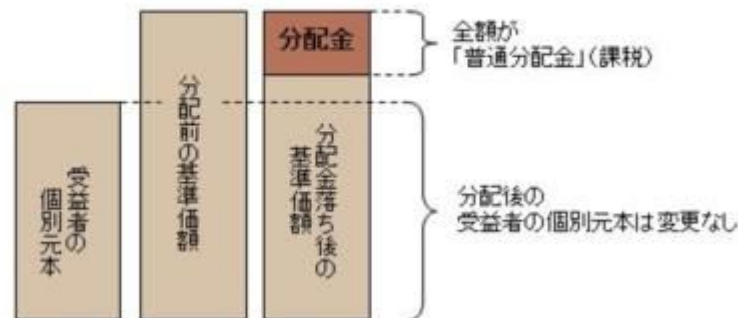 受益者の
個別元本
分配前の基準価額
分配金
分配金落ち後の
基準価額
全額が
「普通分配金」(課税)
分配後の
受益者の個別元本は変更なし